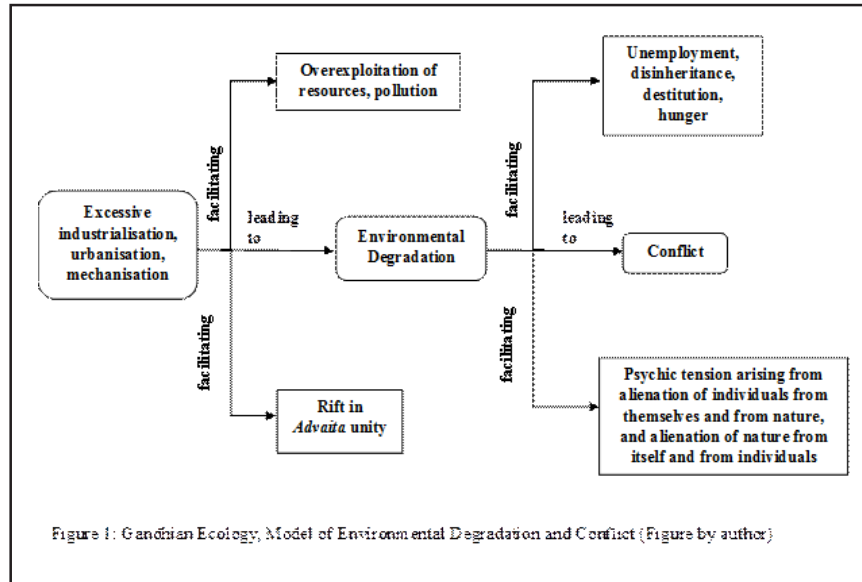 Overexploitation of
resources, pollution
Unemployment,
disinheritance,
destitution,
hunger
facilitating
facilitating
Excessive
industrialisation,
urbanisation,
mechanisation
leading
to
Environmental
Degradation
leading
to
Conflict
facilitating
facilitating
Rift in
Advaita unity
Psychic tension arising from
alienation of individuals from
themselves and from nature,
and alienation of nature from
itself and from individuals
Figure 1: Gandhian Ecology, Model of Environmental Degradation and Conflict (Figure by author)